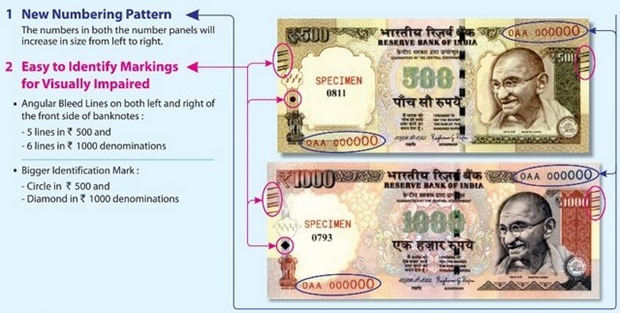 1 New Numbering Pattern
The numbers in both the number panels will
increase in size from left to right.
2 Easy to Identify Markings
for Visually Impaired
• Angular Bleed Lines on both left and right of
the front side of banknotes :
- 5 lines in ₹ 500 and
- 6 lines in ₹ 1000 denominations
• Bigger Identification Mark :
- Circle in ₹ 500 and
- Diamond in ₹ 1000 denominations
₹500
भारतीय रिज़र्व बैंक
RESERVE BANK OF INDIA
0AA 000000
500
SPECIMEN
0811
500
पाँच सौ रुपये
0AA 000000
₹1000
भारतीय रिज़र्व बैंक
RESERVE BANK OF INDIA
0AA 000000
1000
SPECIMEN
0793
1000
एक हज़ार रुपये
0AA 000000